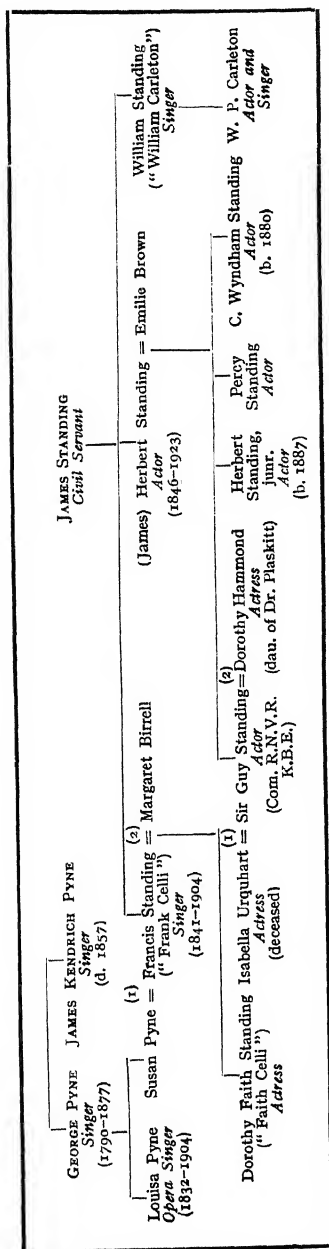 JAMES STANDING
Civil Servant
GEORGE PYNE
Singer
(1790–1877)
JAMES KENDRICH PYNE
Singer
(d. 1857)
Louisa Pyne
Opera Singer
(1832–1904)
(1) (2)
Susan Pyne = Francis Standing = Margaret Birrell
("Frank Celli")
Singer
(1841–1904)
(James) Herbert Standing = Emilie Brown
Actor
(1846–1923)
William Standing
("William Carleton")
Singer
Dorothy Faith Standing
("Faith Celli")
Actress
(1) (2)
Isabella Urquhart = Sir Guy Standing=Dorothy Hammond
Actress
(deceased)
Actor
(Com. R.N.V.R.
K.B.E.)
Actress
(dau. of Dr. Plaskitt)
Herbert
Standing,
junr.
Actor
(b. 1887)
Percy
Standing
Actor
C. Wyndham Standing
Actor
(b. 1880)
W. P. Carleton
Actor and
Singer